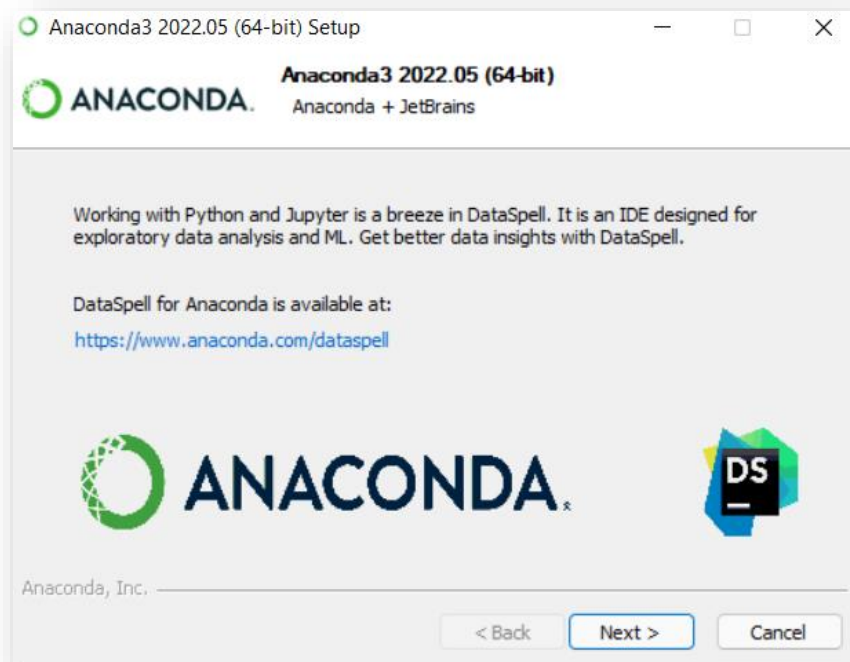 Anaconda3 2022.05 (64-bit) Setup
Anaconda3 2022.05 (64-bit)
ANACONDA.
Anaconda + JetBrains
Working with Python and Jupyter is a breeze in DataSpell. It is an IDE designed for
exploratory data analysis and ML. Get better data insights with DataSpell.
DataSpell for Anaconda is available at:
https://www.anaconda.com/dataspell
ANACONDA.
DS
Anaconda, Inc.
< Back
Next >
Cancel